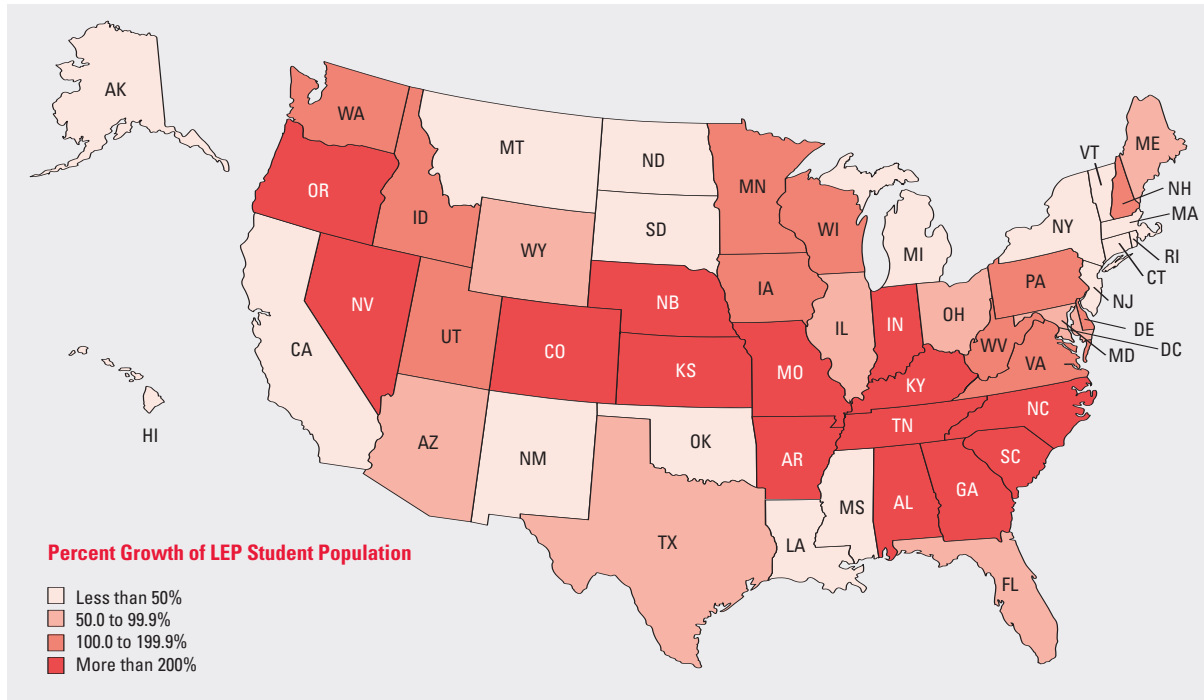 AK
WA
MT
ND
MN
ME
VT
NH
MA
OR
ID
WY
SD
WI
MI
NY
RI
CT
NV
UT
CO
NB
IA
IL
IN
OH
PA
NJ
DE
DC
MD
WV
VA
CA
KS
MO
KY
HI
AZ
NM
OK
AR
TN
NC
SC
MS
AL
GA
TX
LA
FL
Percent Growth of LEP Student Population
Less than 50%
50.0 to 99.9%
100.0 to 199.9%
More than 200%